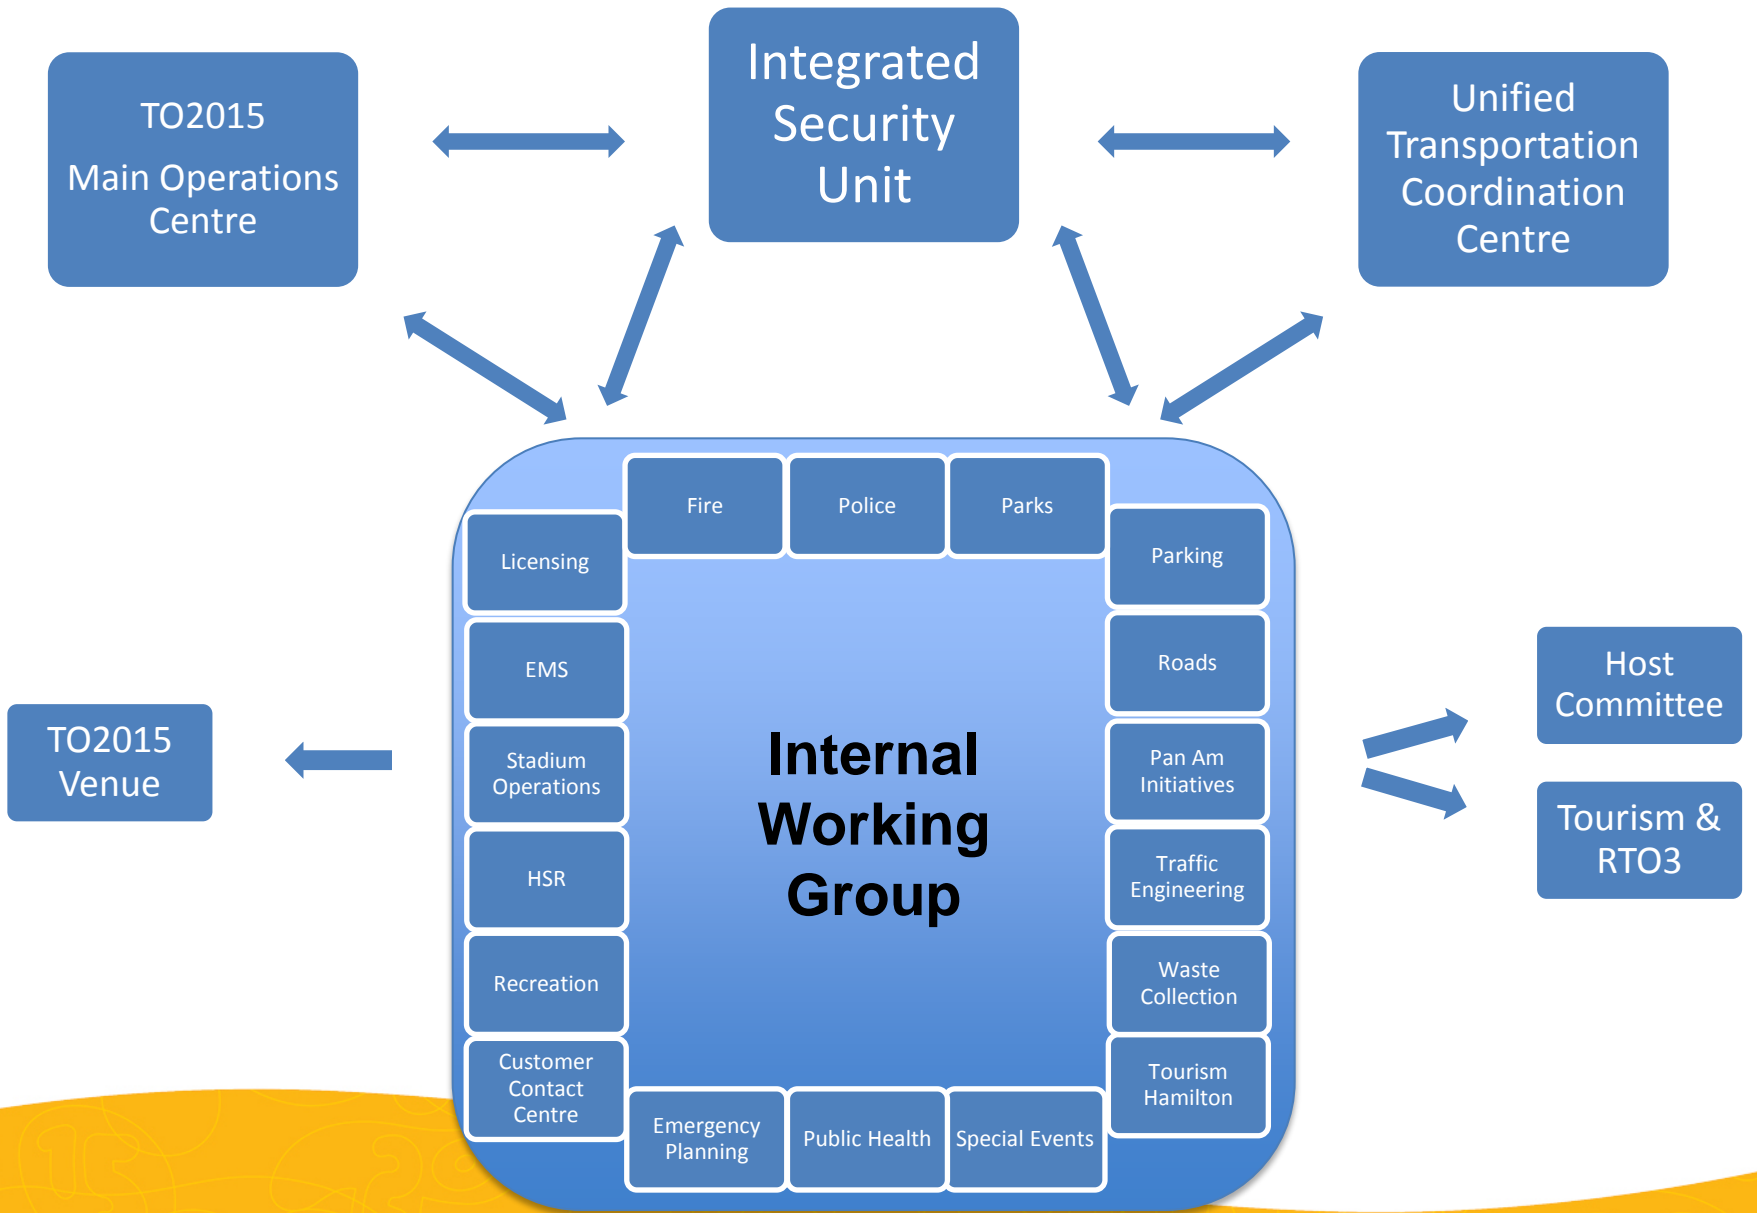 TO2015
Main Operations
Centre
Integrated
Security
Unit
Unified
Transportation
Coordination
Centre
Fire
Police
Parks
Licensing
Parking
EMS
Roads
Stadium
Operations
Pan Am
Initiatives
HSR
Traffic
Engineering
Recreation
Waste
Collection
Customer
Contact
Centre
Tourism
Hamilton
Emergency
Planning
Public Health
Special Events
Internal
Working
Group
TO2015
Venue
Host
Committee
Tourism &
RTO3